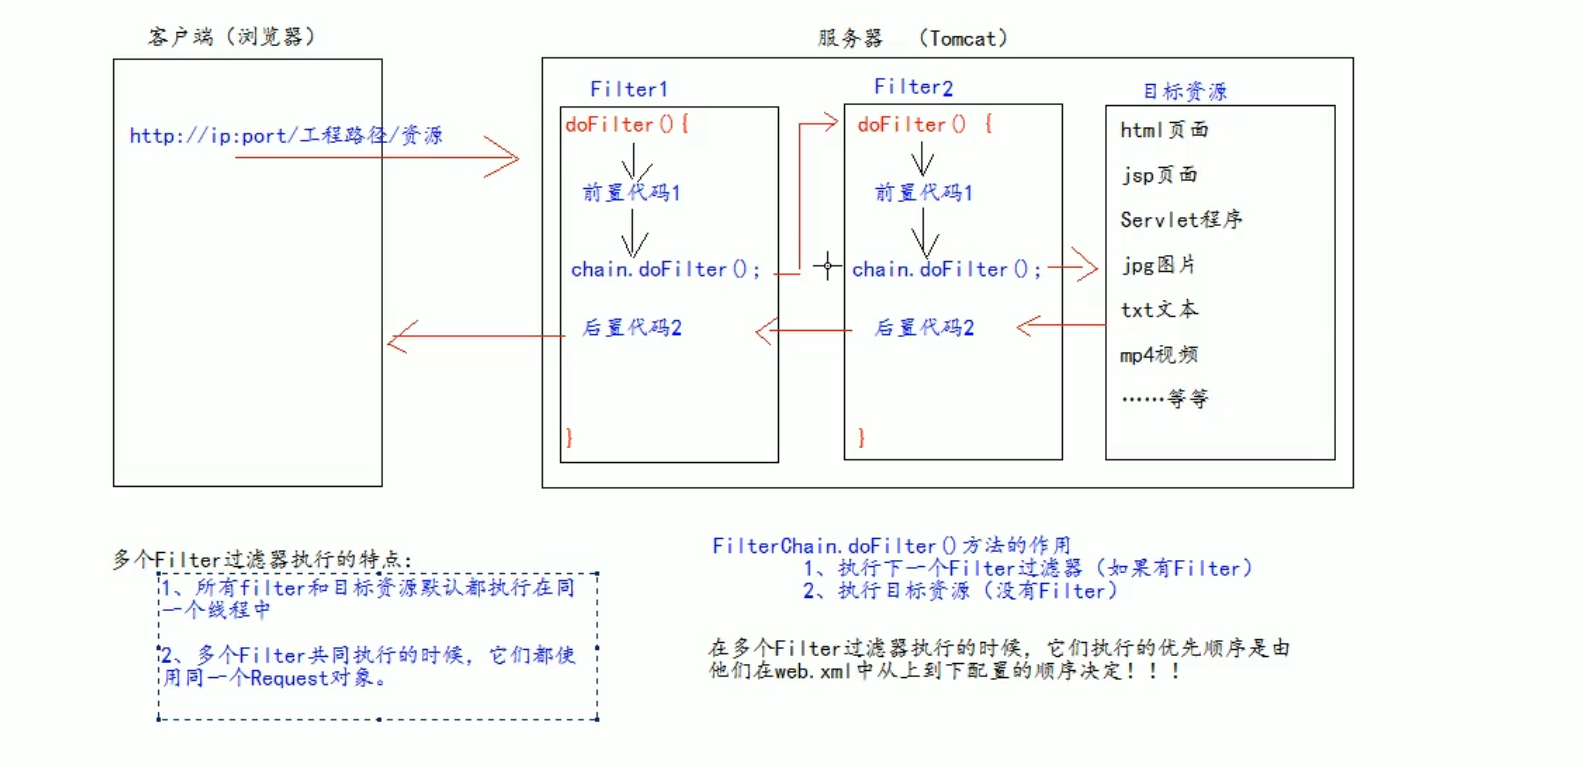 客户端（浏览器）
服务器 （Tomcat）
http://ip:port/工程路径/资源
Filter1
doFilter(){
前置代码1
chain.doFilter();
后置代码2
}
Filter2
doFilter() {
前置代码1
chain.doFilter();
后置代码2
}
目标资源
html页面
jsp页面
Servlet程序
jpg图片
txt文本
mp4视频
……等等
多个Filter过滤器执行的特点：
1、所有filter和目标资源默认都执行在同
一个线程中
2、多个Filter共同执行的时候，它们都使
用同一个Request对象。
FilterChain.doFilter()方法的作用
1、执行下一个Filter过滤器（如果有Filter）
2、执行目标资源（没有Filter）
在多个Filter过滤器执行的时候，它们执行的优先顺序是由
他们在web.xml中从上到下配置的顺序决定！！！